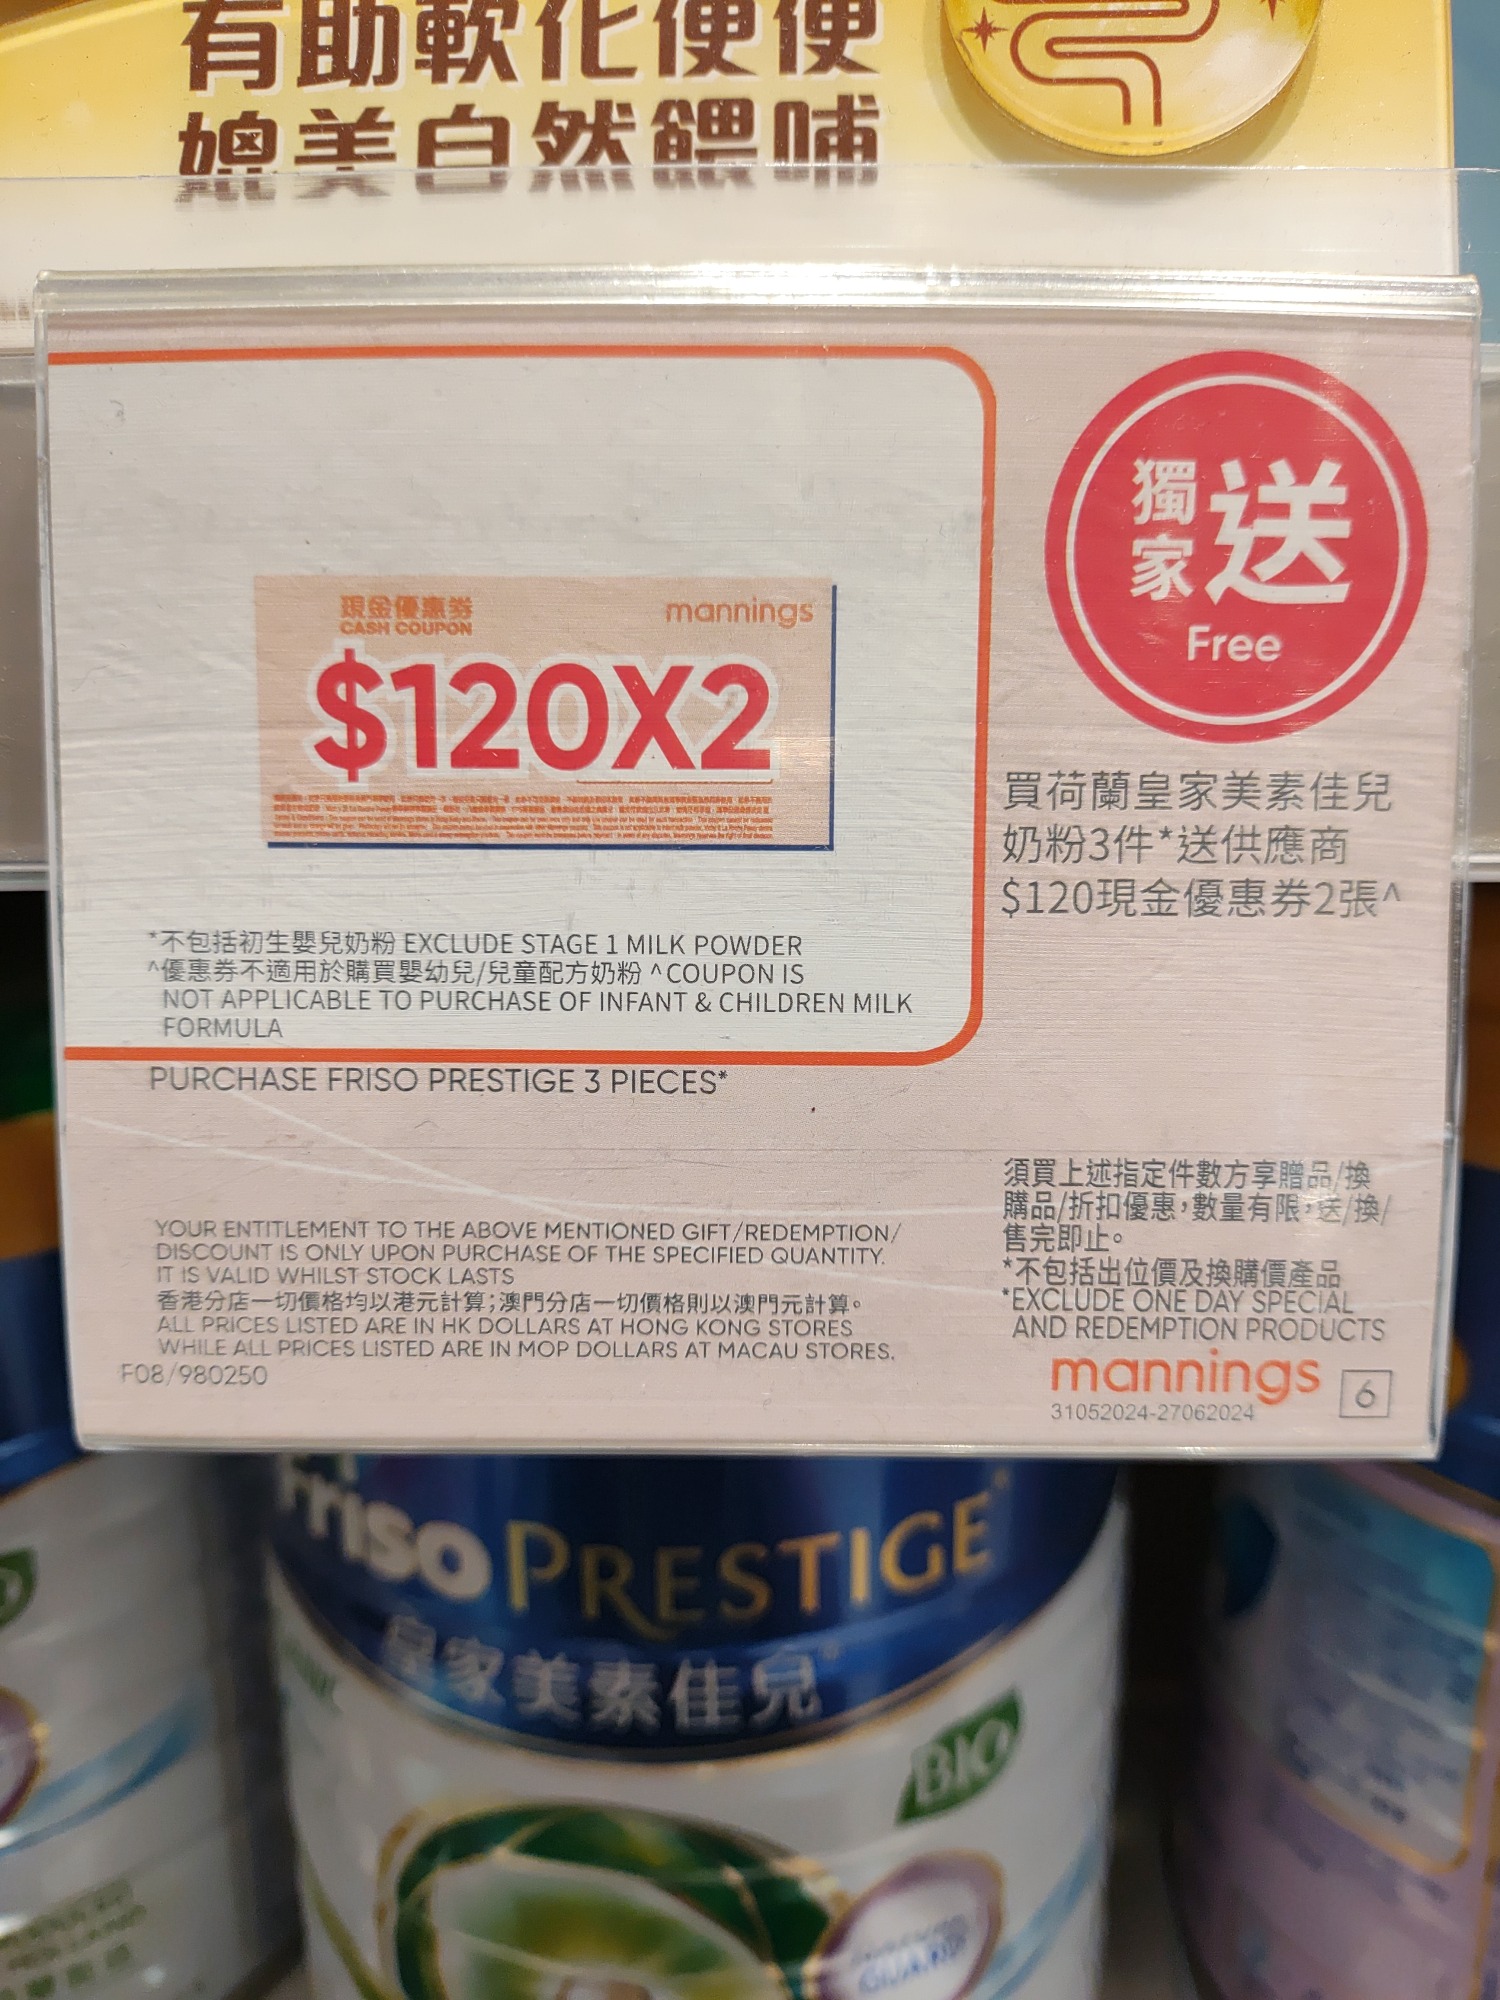 有助軟化便便
媲美自然餵哺
現金優惠券
CASH COUPON
mannings
$120X2
獨家送
Free
買荷蘭皇家美素佳兒
奶粉3件*送供應商
$120現金優惠券2張^
*不包括初生嬰兒奶粉 EXCLUDE STAGE 1 MILK POWDER
^優惠券不適用於購買嬰幼兒/兒童配方奶粉 ^COUPON IS
NOT APPLICABLE TO PURCHASE OF INFANT & CHILDREN MILK
FORMULA
PURCHASE FRISO PRESTIGE 3 PIECES*
YOUR ENTITLEMENT TO THE ABOVE MENTIONED GIFT/REDEMPTION/
DISCOUNT IS ONLY UPON PURCHASE OF THE SPECIFIED QUANTITY.
IT IS VALID WHILST STOCK LASTS
香港分店一切價格均以港元計算;澳門分店一切價格則以澳門元計算。
ALL PRICES LISTED ARE IN HK DOLLARS AT HONG KONG STORES
WHILE ALL PRICES LISTED ARE IN MOP DOLLARS AT MACAU STORES.
F08/980250
須買上述指定件數方享贈品/換
購品/折扣優惠,數量有限,送/換/
售完即止。
*不包括出位價及換購價產品
*EXCLUDE ONE DAY SPECIAL
AND REDEMPTION PRODUCTS
mannings
6
31052024-27062024
Friso PRESTIGE
皇家美素佳兒
BIO
GUARD